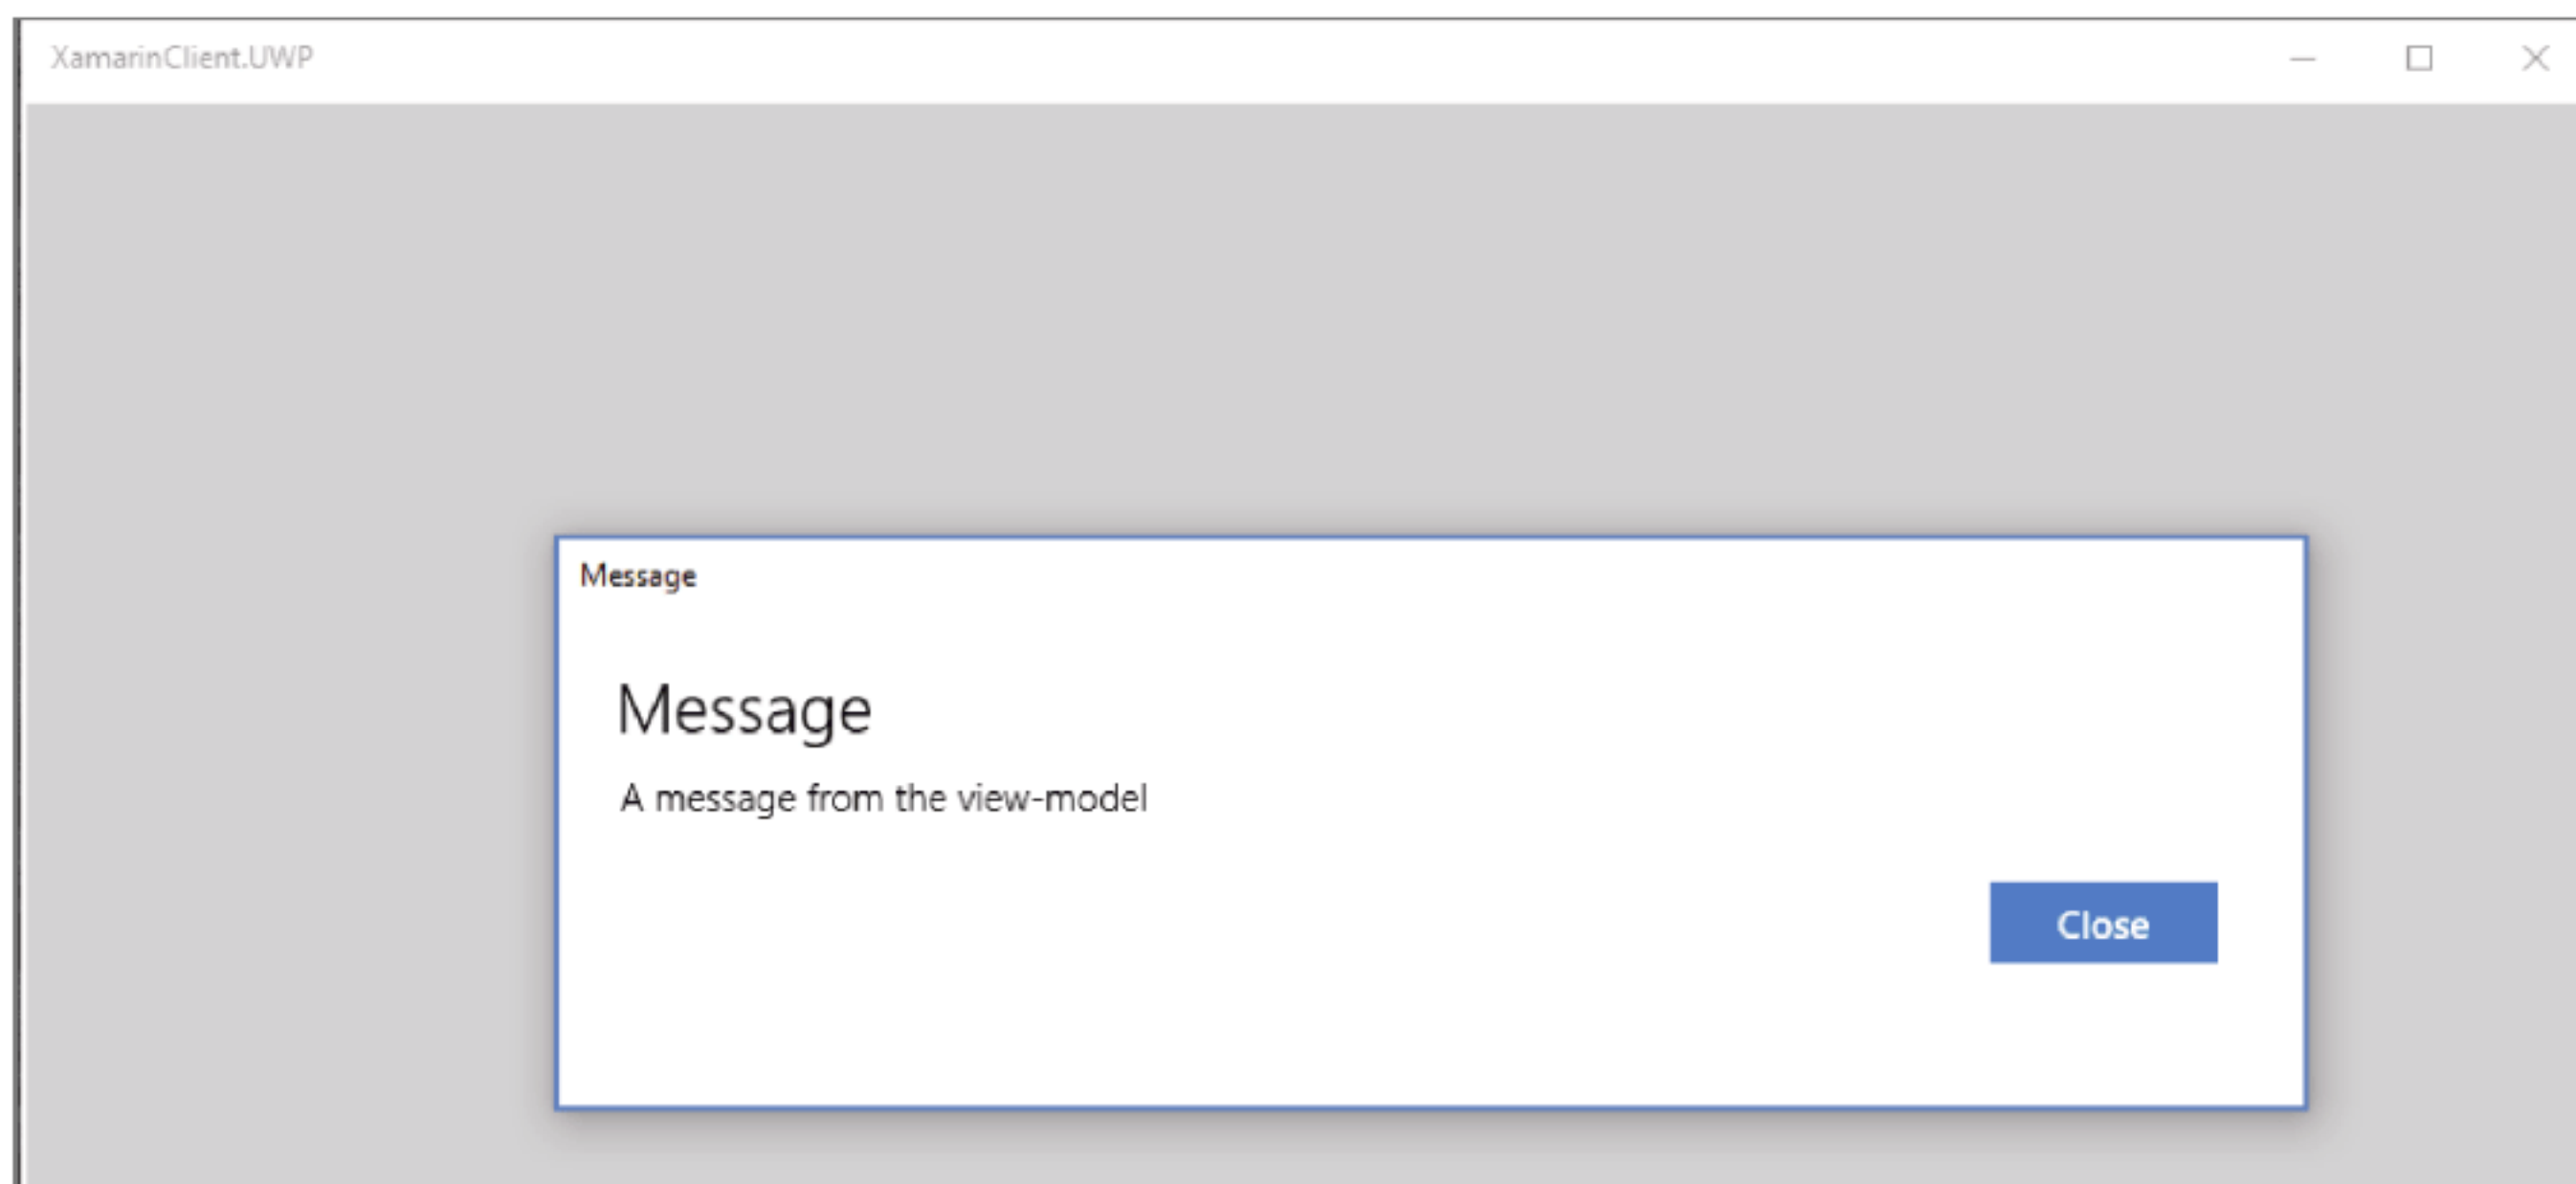 XamarinClient.UWP
Message
Message
A message from the view-model
Close